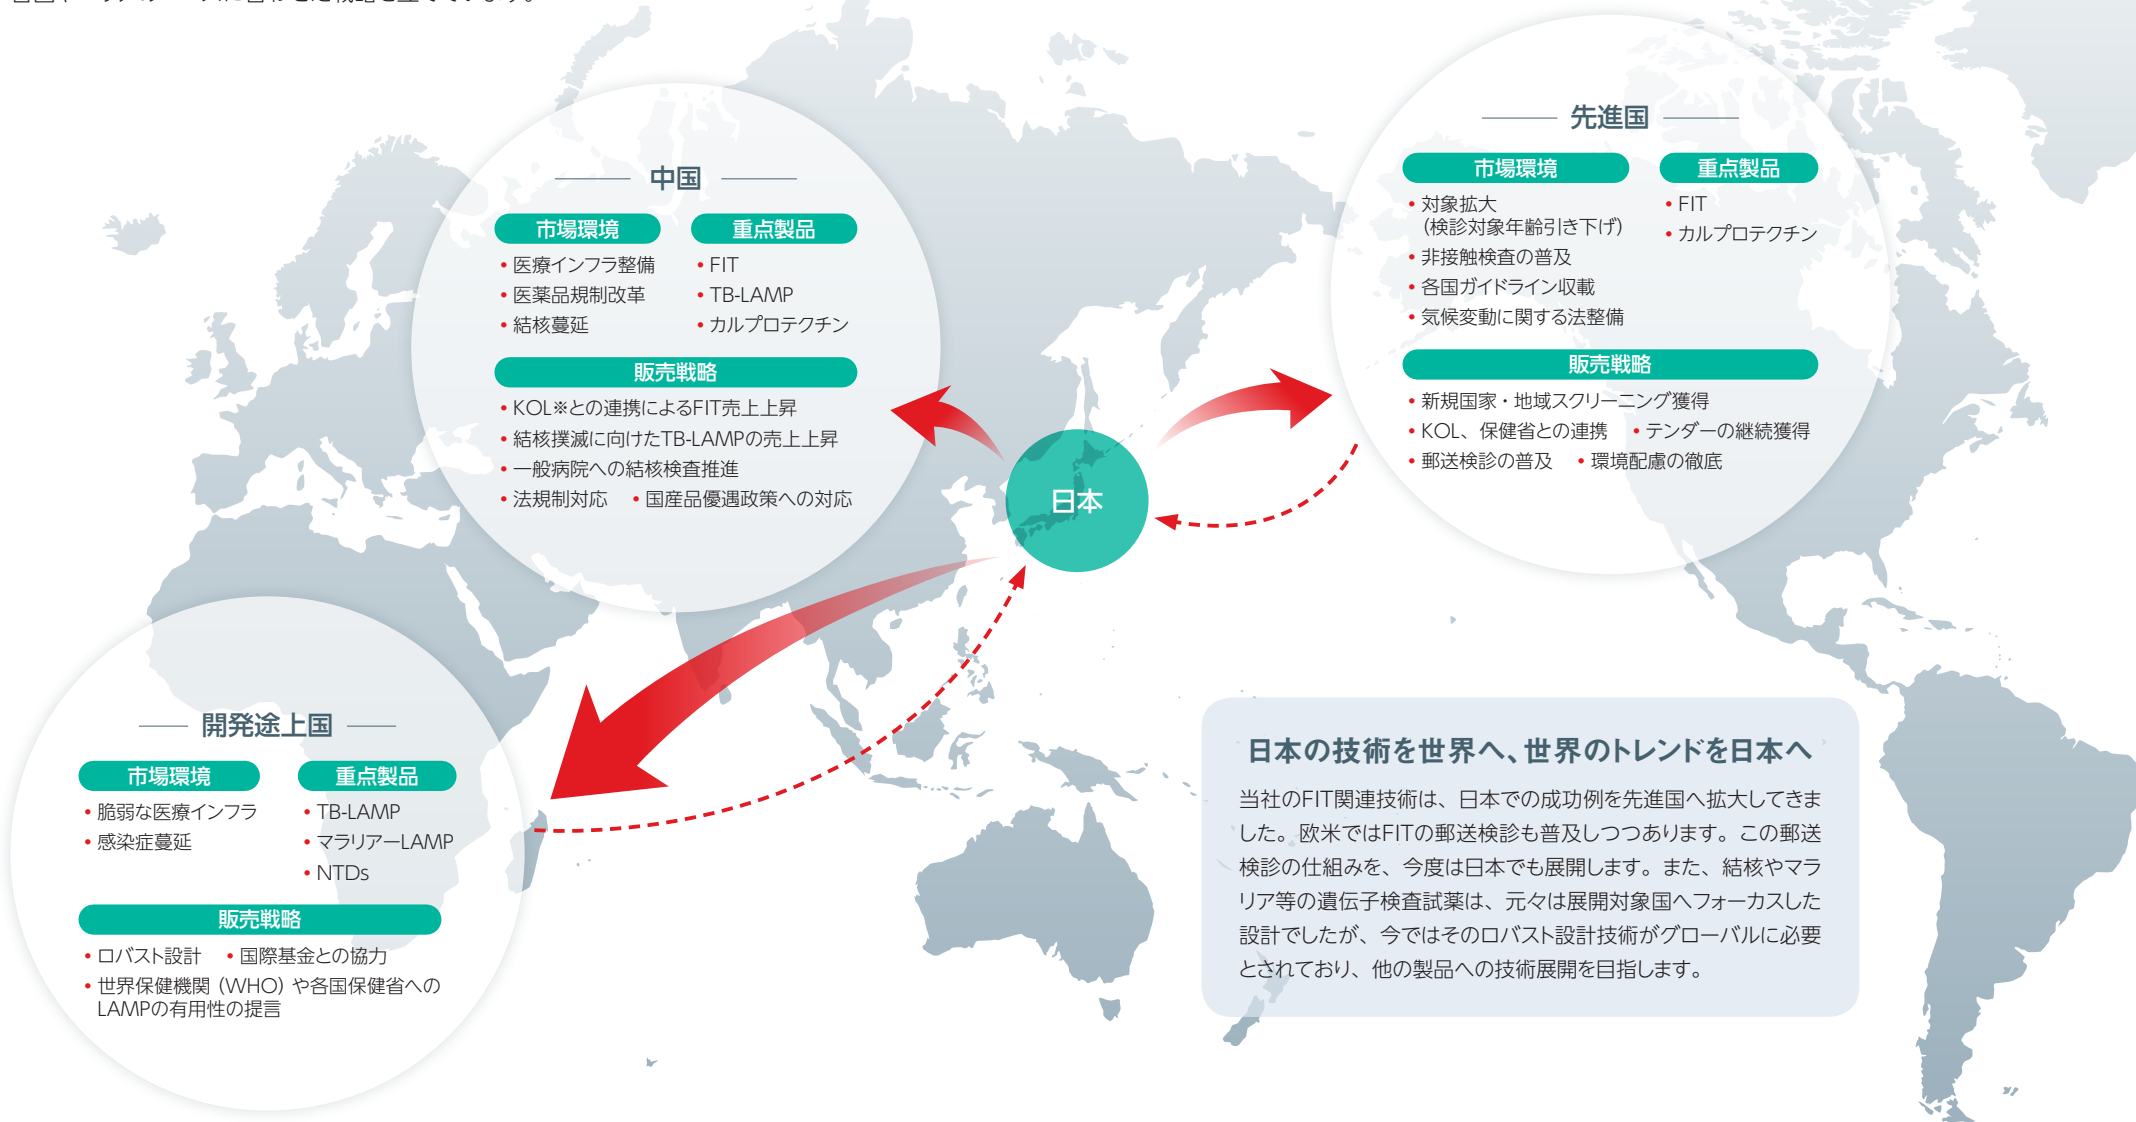 中国
市場環境
・医療インフラ整備
・医薬品規制改革
・結核蔓延
重点製品
・FIT
・TB-LAMP
・カルプロテクチン
販売戦略
・KOL※との連携によるFIT売上上昇
・結核撲滅に向けたTB-LAMPの売上上昇
・一般病院への結核検査推進
・法規制対応 ・国産品優遇政策への対応
先進国
市場環境
・対象拡大
（検診対象年齢引き下げ）
・非接触検査の普及
・各国ガイドライン収載
・気候変動に関する法整備
重点製品
・FIT
・カルプロテクチン
販売戦略
・新規国家・地域スクリーニング獲得
・KOL、保健省との連携 ・テンダーの継続獲得
・郵送検診の普及 ・環境配慮の徹底
日本
開発途上国
市場環境
・脆弱な医療インフラ
・感染症蔓延
重点製品
・TB-LAMP
・マラリアーLAMP
・NTDs
販売戦略
・ロバスト設計 ・国際基金との協力
・世界保健機関（WHO）や各国保健省への
LAMPの有用性の提言
日本の技術を世界へ、世界のトレンドを日本へ
当社のFIT関連技術は、日本での成功例を先進国へ拡大してきま
した。欧米ではFITの郵送検診も普及しつつあります。この郵送
検診の仕組みを、今度は日本でも展開します。また、結核やマラ
リア等の遺伝子検査試薬は、元々は展開対象国へフォーカスした
設計でしたが、今ではそのロバスト設計技術がグローバルに必要
とされており、他の製品への技術展開を目指します。